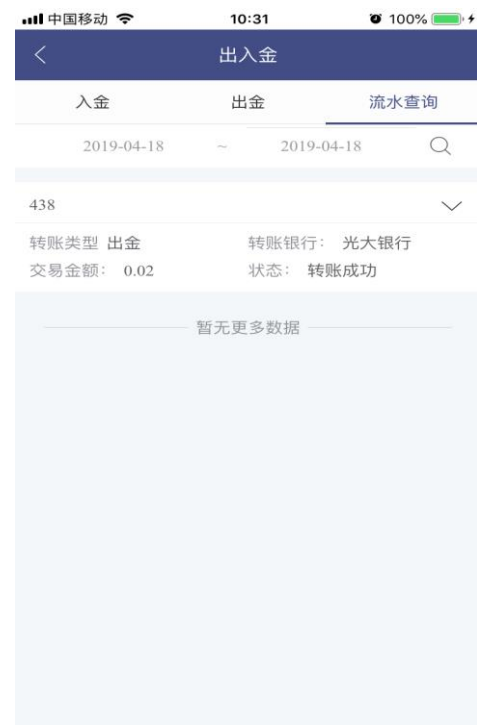 中国移动 10:31 100%
出入金
入金 出金 流水查询
2019-04-18 ~ 2019-04-18
438
转账类型 出金 转账银行: 光大银行
交易金额: 0.02 状态: 转账成功
暂无更多数据